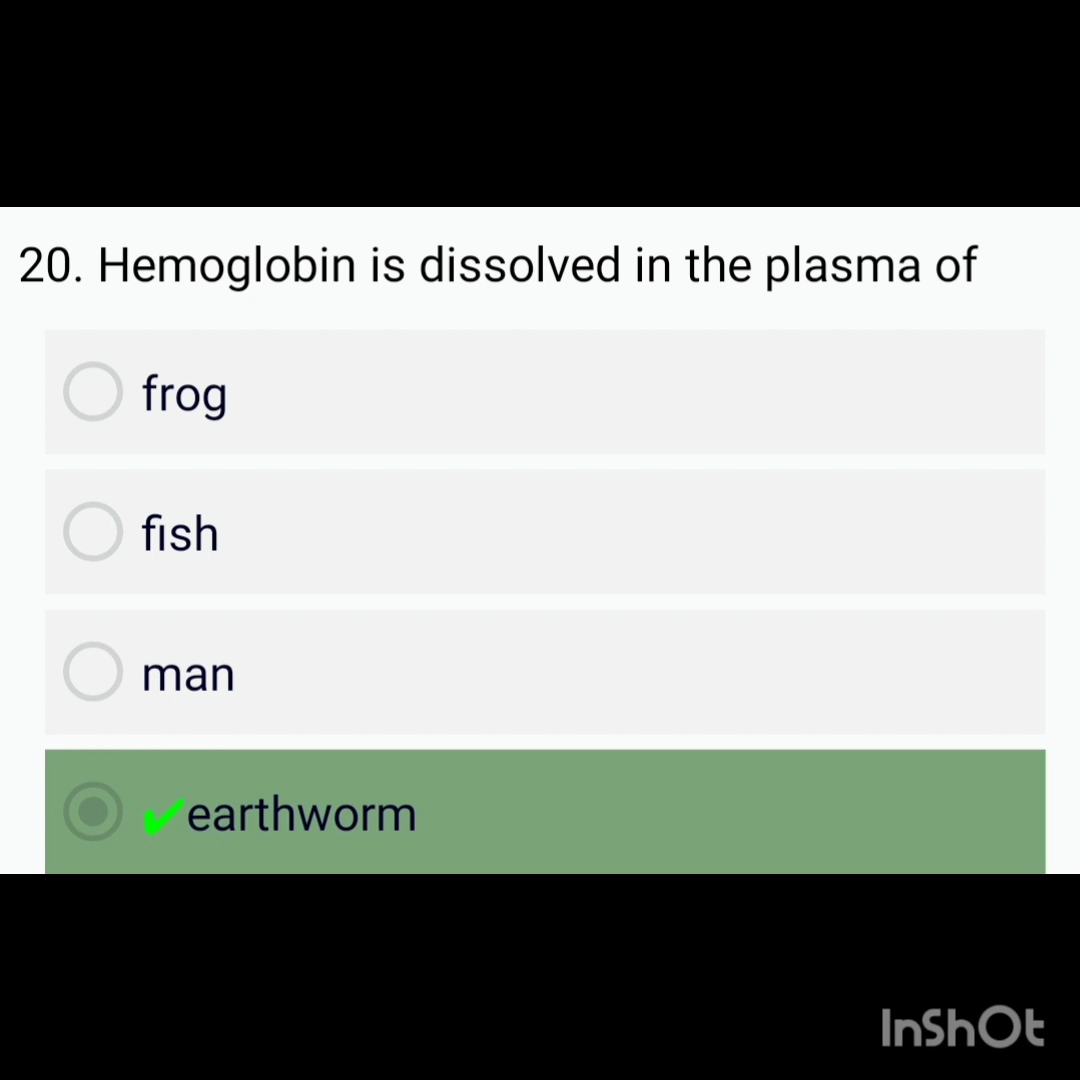 20. Hemoglobin is dissolved in the plasma of
frog
fish
man
✔earthworm
InShOt